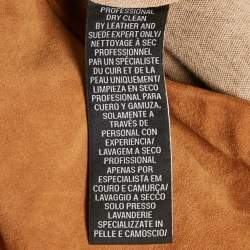 PROFESSIONAL
DRY CLEAN
BY LEATHER AND
SUEDE EXPERT ONLY/
NETTOYAGE À SEC
PROFESSIONNEL
PAR UN SPÉCIALISTE
DU CUIR ET DE LA
PEAU UNIQUEMENT/
LIMPIEZA EN SECO
PROFESIONAL PARA
CUERO Y GAMUZA,
SOLAMENTE A
TRAVÉS DE
PERSONAL CON
EXPERIENCIA/
LAVAGEM A SECO
PROFISSIONAL
APENAS POR
ESPECIALISTA EM
COURO E CAMURÇA/
LAVAGGIO A SECCO
SOLO PRESSO
LAVANDERIE
SPECIALIZZATE IN
PELLE E CAMOSCIO/